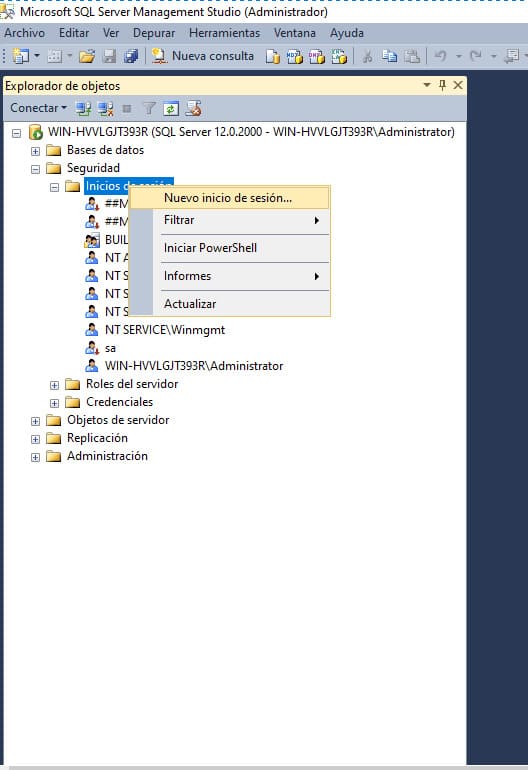 Microsoft SQL Server Management Studio (Administrador)
Archivo Editar Ver Depurar Herramientas Ventana Ayuda
Nueva consulta
Explorador de objetos
Conectar
WIN-HVVLGJT393R (SQL Server 12.0.2000 - WIN-HVVLGJT393R\Administrator)
Bases de datos
Seguridad
Inicios de sesión
Nuevo inicio de sesión...
Filtrar
Iniciar PowerShell
Informes
Actualizar
##M
##M
BUIL
NT A
NT S
NT S
NT S
NT SERVICE\Winmgmt
sa
WIN-HVVLGJT393R\Administrator
Roles del servidor
Credenciales
Objetos de servidor
Replicación
Administración